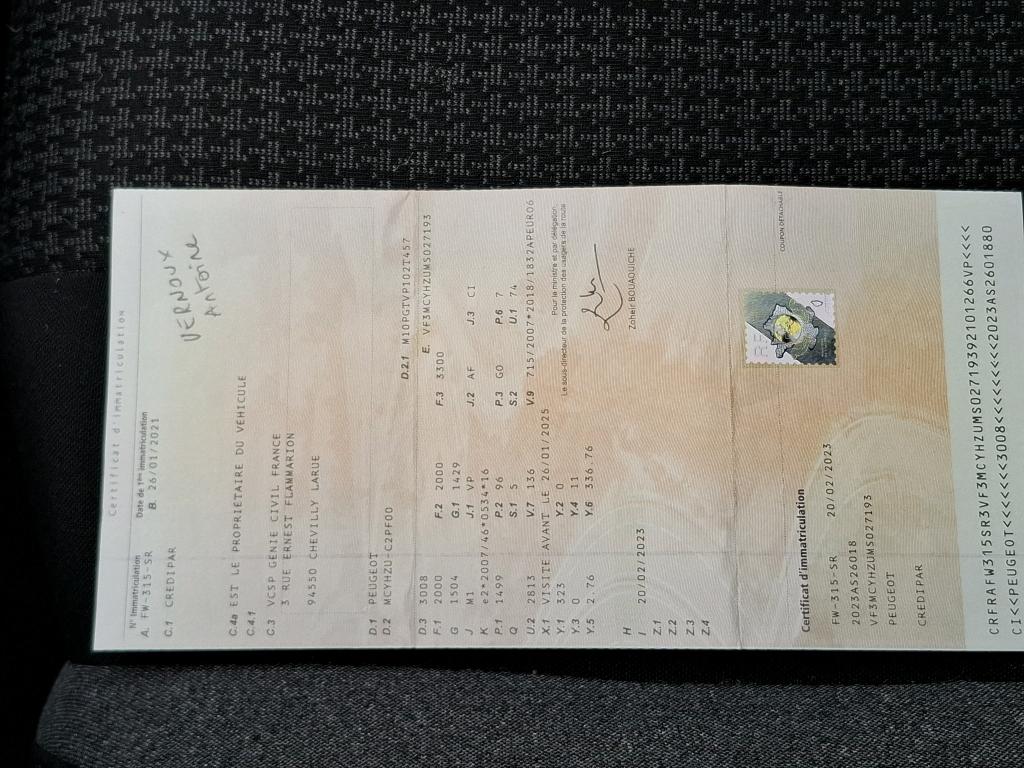 Certificat d'immatriculation
N° Immatriculation Date de 1ère immatriculation
A. FW-315-SR B. 26/01/2021
VERNOUX
Antoine
C.1 CREDIPAR
C.4a EST LE PROPRIÉTAIRE DU VÉHICULE
C.4.1
C.3 VCSP GENIE CIVIL FRANCE
3 RUE ERNEST FLAMMARION
94550 CHEVILLY LARUE
D.1 PEUGEOT
D.2 MCYHZU-C2PF00 D.2.1 M10PGTVP102T457
D.3 3008 E. VF3MCYHZUMS027193
F.1 2000 F.2 2000 F.3 3300
G 1504 G.1 1429
J M1 J.1 VP J.2 AF J.3 CI
K e2*2007/46*0534*16
P.1 1499 P.2 96 P.3 GO P.6 7
Q S.1 5 S.2 U.1 74
U.2 2813 V.7 136 V.9 715/2007*2018/1832APEURO6
X.1 VISITE AVANT LE 26/01/2025
Y.1 323 Y.2 0
Y.3 0 Y.4 11
Y.5 2.76 Y.6 336.76
Pour le ministre et par délégation,
Le sous-directeur de la protection des usagers de la route
Zoheir BOUAOUICHE
H
I 20/02/2023
Z.1
Z.2
Z.3
Z.4
COUPON DÉTACHABLE
RF
Certificat d'immatriculation
FW-315-SR 20/02/2023
2023AS26018
VF3MCYHZUMS027193
PEUGEOT
CREDIPAR
CRFRAFW315SR3VF3MCYHZUMS02719392101266VP<<<
CI<<PEUGEOT<<<<<<<3008<<<<<<<<<2023AS2601880